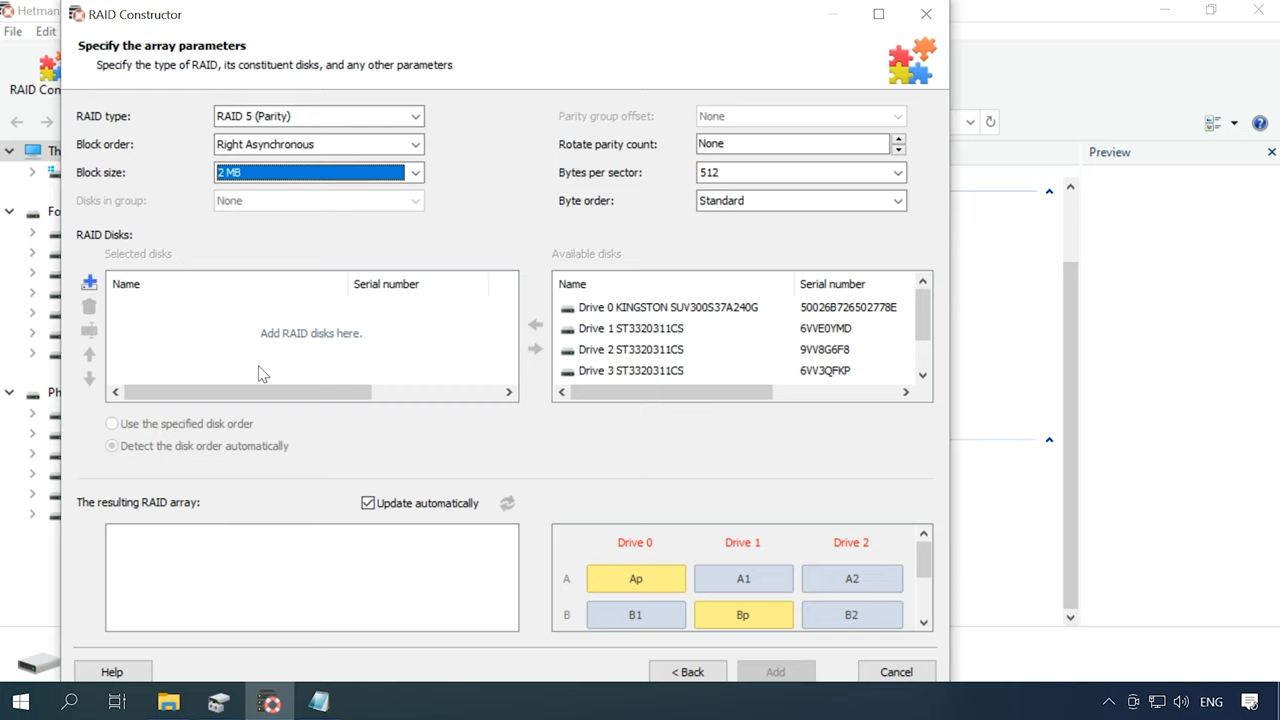 Hetman
RAID Constructor
File Edit
Specify the array parameters
Specify the type of RAID, its constituent disks, and any other parameters
RAID Con
RAID type: RAID 5 (Parity) Parity group offset: None
Block order: Right Asynchronous Rotate parity count: None
Th Preview
Block size: 2 MB Bytes per sector: 512
Disks in group: None Byte order: Standard
Fo
RAID Disks:
Selected disks Available disks
Name Serial number Name Serial number
Drive 0 KINGSTON SUV300S37A240G 50026B726502778E
Add RAID disks here. Drive 1 ST3320311CS 6VVE0YMD
Drive 2 ST3320311CS 9VV8G6F8
Drive 3 ST3320311CS 6VV3QFKP
Ph
Use the specified disk order
Detect the disk order automatically
The resulting RAID array: Update automatically
Drive 0 Drive 1 Drive 2
A Ap A1 A2
B B1 Bp B2
Help < Back Add Cancel
ENG